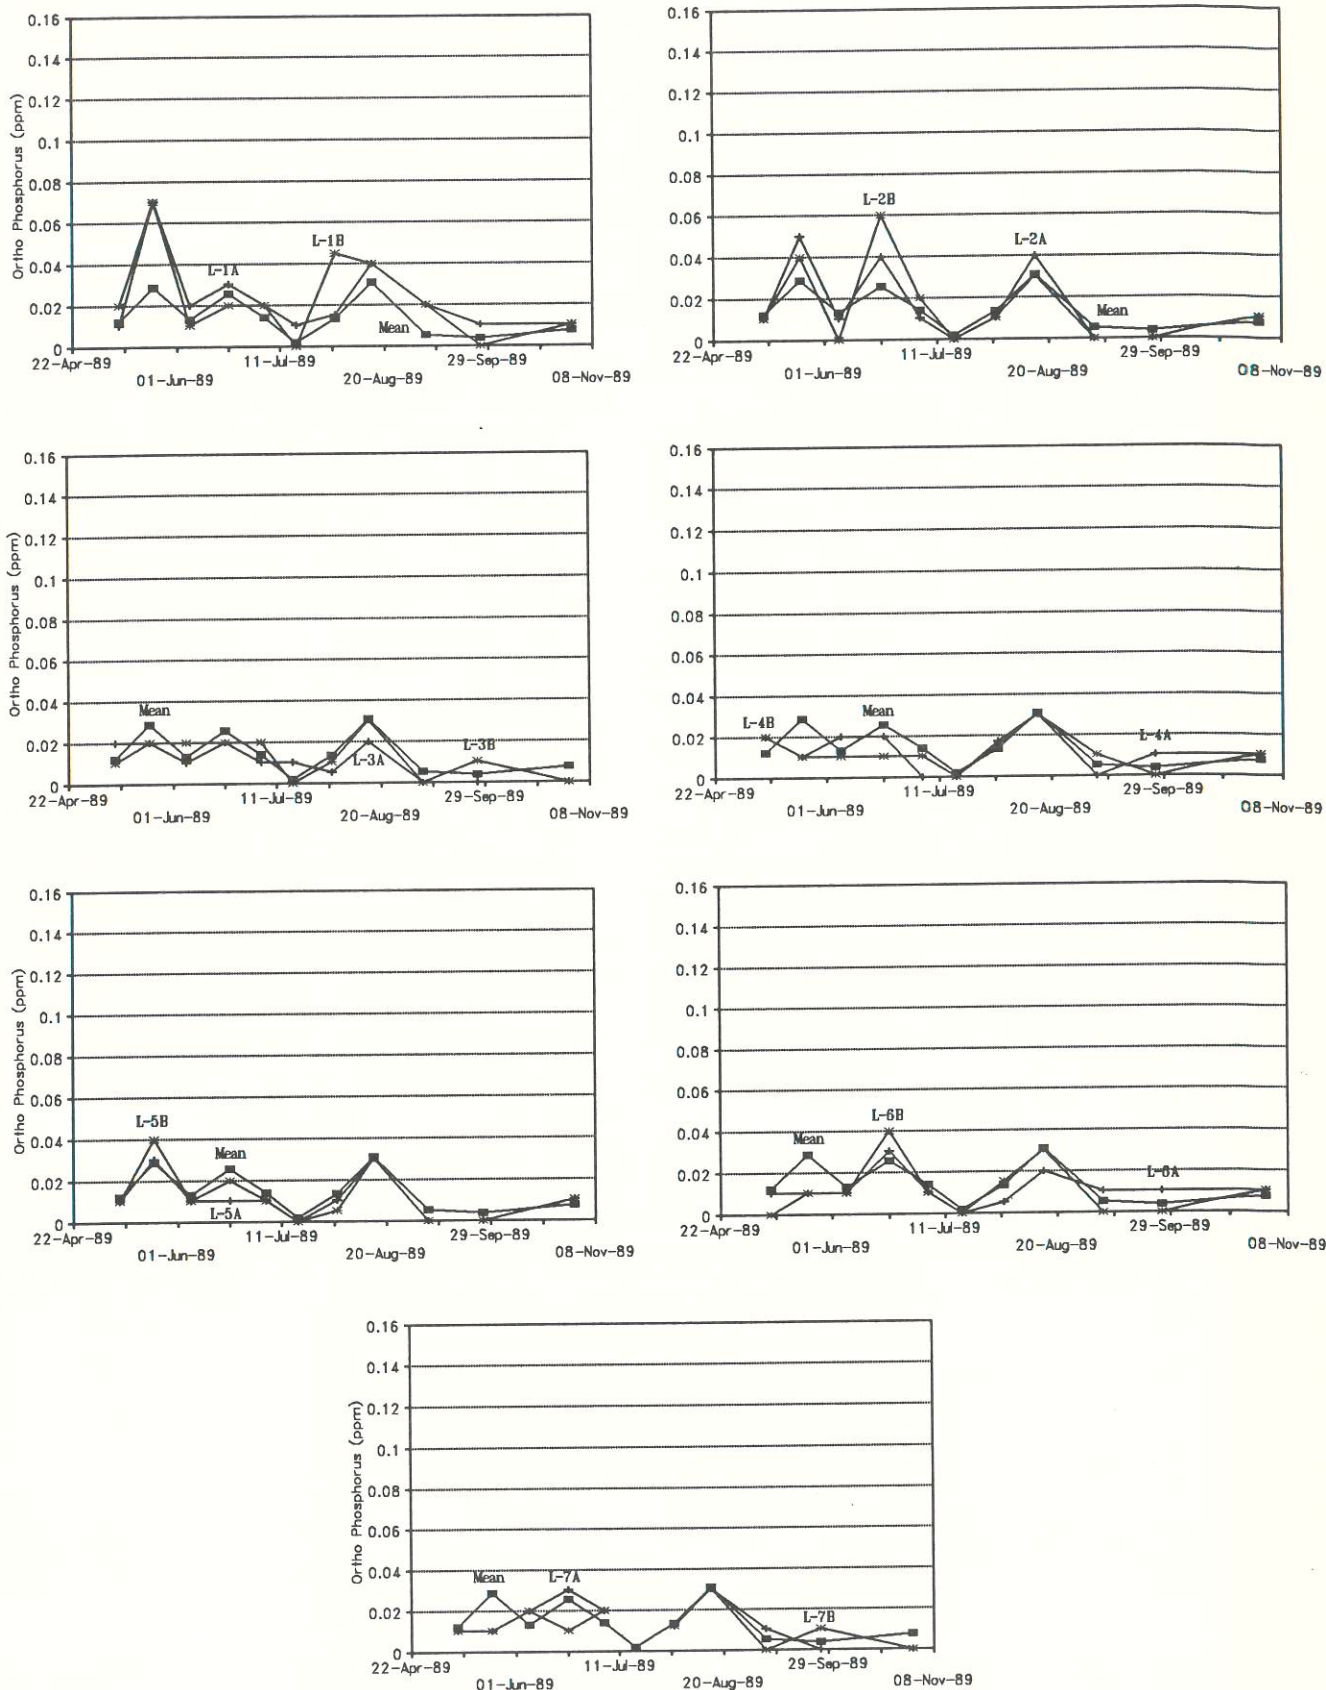 0.16
0.14
0.12
0.1
0.08
0.06
0.04
0.02
0
Ortho Phosphorus (ppm)
L-1A
L-1B
Mean
22-Apr-89
01-Jun-89
11-Jul-89
20-Aug-89
29-Sep-89
08-Nov-89
0.16
0.14
0.12
0.1
0.08
0.06
0.04
0.02
0
L-2B
L-2A
Mean
22-Apr-89
01-Jun-89
11-Jul-89
20-Aug-89
29-Sep-89
08-Nov-89
0.16
0.14
0.12
0.1
0.08
0.06
0.04
0.02
0
Ortho Phosphorus (ppm)
Mean
L-3A
L-3B
22-Apr-89
01-Jun-89
11-Jul-89
20-Aug-89
29-Sep-89
08-Nov-89
0.16
0.14
0.12
0.1
0.08
0.06
0.04
0.02
0
L-4B
Mean
L-4A
22-Apr-89
01-Jun-89
11-Jul-89
20-Aug-89
29-Sep-89
08-Nov-89
0.16
0.14
0.12
0.1
0.08
0.06
0.04
0.02
0
Ortho Phosphorus (ppm)
L-5B
Mean
L-5A
22-Apr-89
01-Jun-89
11-Jul-89
20-Aug-89
29-Sep-89
08-Nov-89
0.16
0.14
0.12
0.1
0.08
0.06
0.04
0.02
0
Mean
L-6B
L-6A
22-Apr-89
01-Jun-89
11-Jul-89
20-Aug-89
29-Sep-89
08-Nov-89
0.16
0.14
0.12
0.1
0.08
0.06
0.04
0.02
0
Ortho Phosphorus (ppm)
Mean
L-7A
L-7B
22-Apr-89
01-Jun-89
11-Jul-89
20-Aug-89
29-Sep-89
08-Nov-89